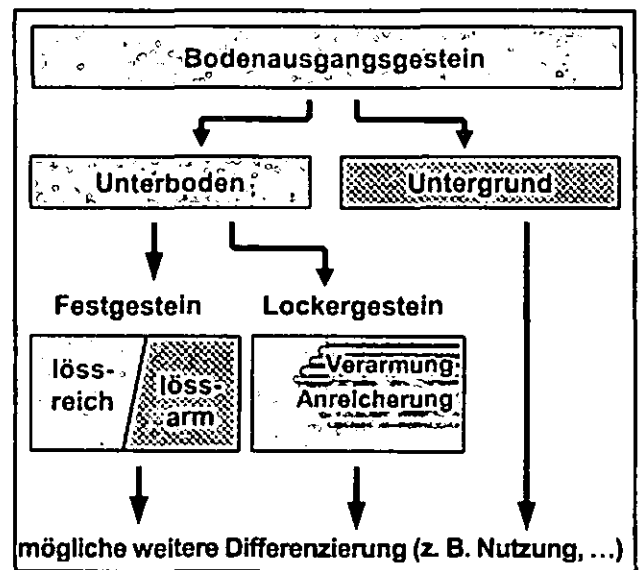 Bodenausgangsgestein
Unterboden
Untergrund
Festgestein
Lockergestein
löss-
reich
löss-
arm
Verarmung
Anreicherung
mögliche weitere Differenzierung (z. B. Nutzung, ...)